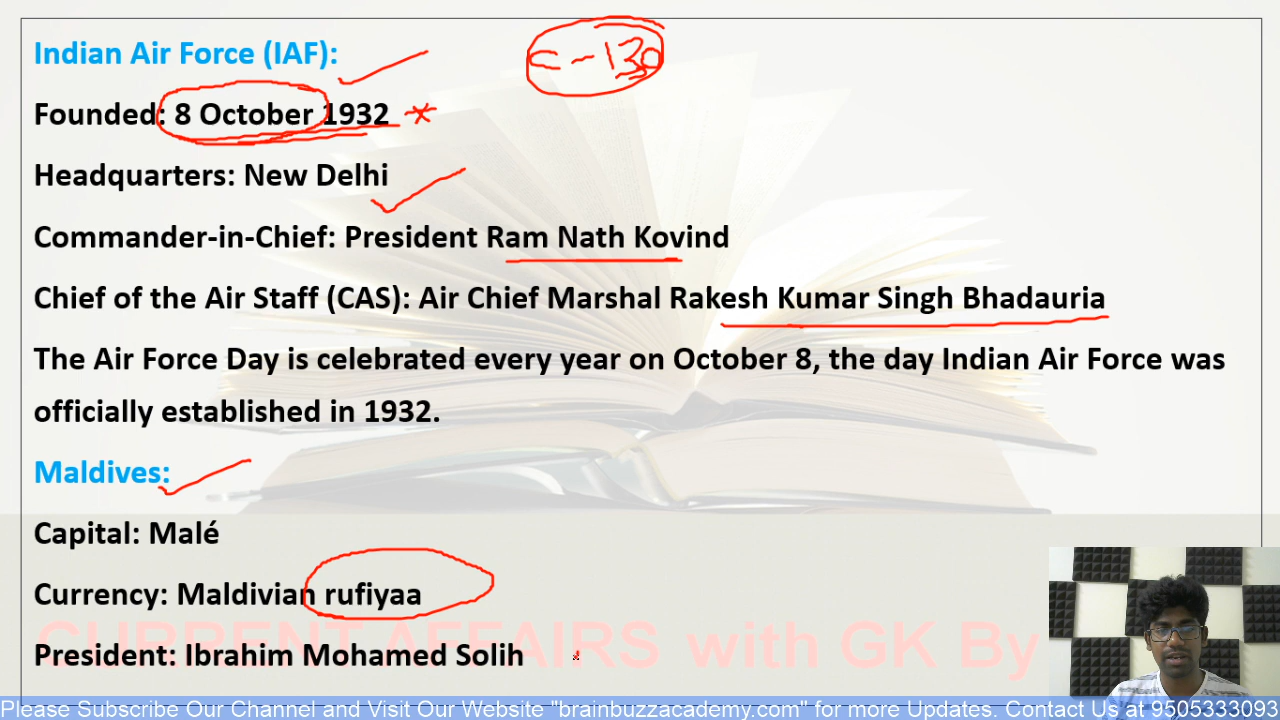 Indian Air Force (IAF):
C-130
Founded: 8 October 1932 *
Headquarters: New Delhi
Commander-in-Chief: President Ram Nath Kovind
Chief of the Air Staff (CAS): Air Chief Marshal Rakesh Kumar Singh Bhadauria
The Air Force Day is celebrated every year on October 8, the day Indian Air Force was
officially established in 1932.
Maldives:
Capital: Malé
Currency: Maldivian rufiyaa
CURRENT AFFAIRS with GK By
President: Ibrahim Mohamed Solih
Please Subscribe Our Channel and Visit Our Website "brainbuzzacademy.com" for more Updates. Contact Us at 9505333093